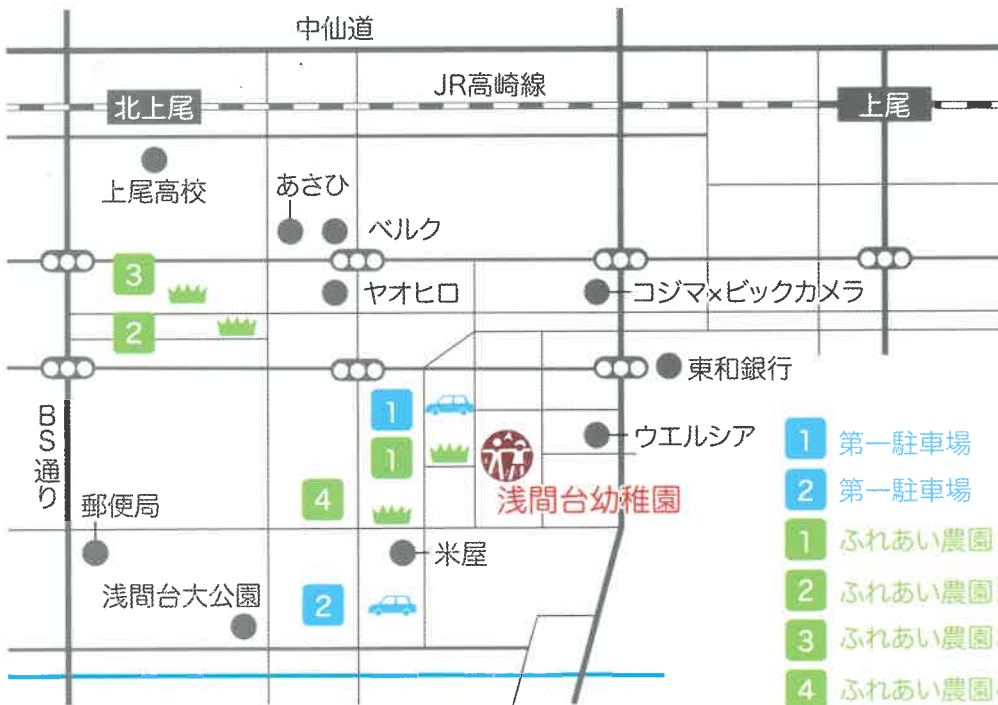 中仙道
JR高崎線
北上尾
上尾
上尾高校
あさひ
ベルク
3
ヤオヒロ
コジマ×ビックカメラ
2
東和銀行
1
BS通り
1
ウエルシア
4
浅間台幼稚園
郵便局
米屋
浅間台大公園
2
1 第一駐車場
2 第一駐車場
1 ふれあい農園
2 ふれあい農園
3 ふれあい農園
4 ふれあい農園